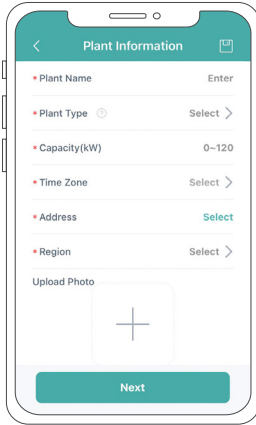 Plant Information
* Plant Name Enter
* Plant Type ? Select >
* Capacity(kW) 0~120
* Time Zone Select >
* Address Select
* Region Select >
Upload Photo
Next